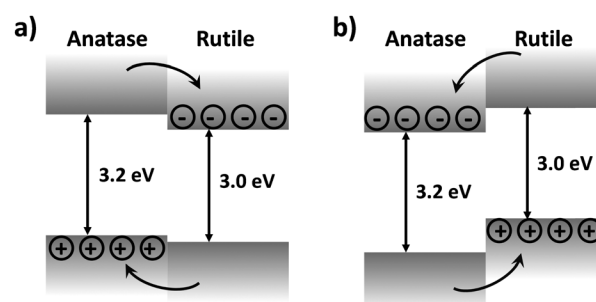 a)
Anatase Rutile
- - - -
3.2 eV
3.0 eV
+ + + +
b)
Anatase Rutile
- - - -
3.2 eV
3.0 eV
+ + + +